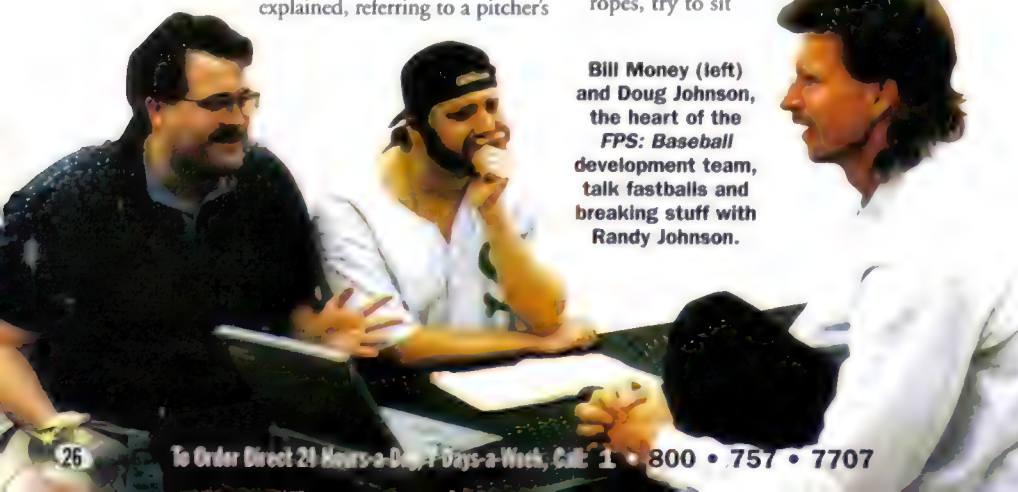 explained, referring to a pitcher's
ropes, try to sit
Bill Money (left)
and Doug Johnson,
the heart of the
FPS: Baseball
development team,
talk fastballs and
breaking stuff with
Randy Johnson.
26
To Order Direct 24 Hours-a-Day, 7 Days-a-Week, Call: 1 • 800 • 757 • 7707